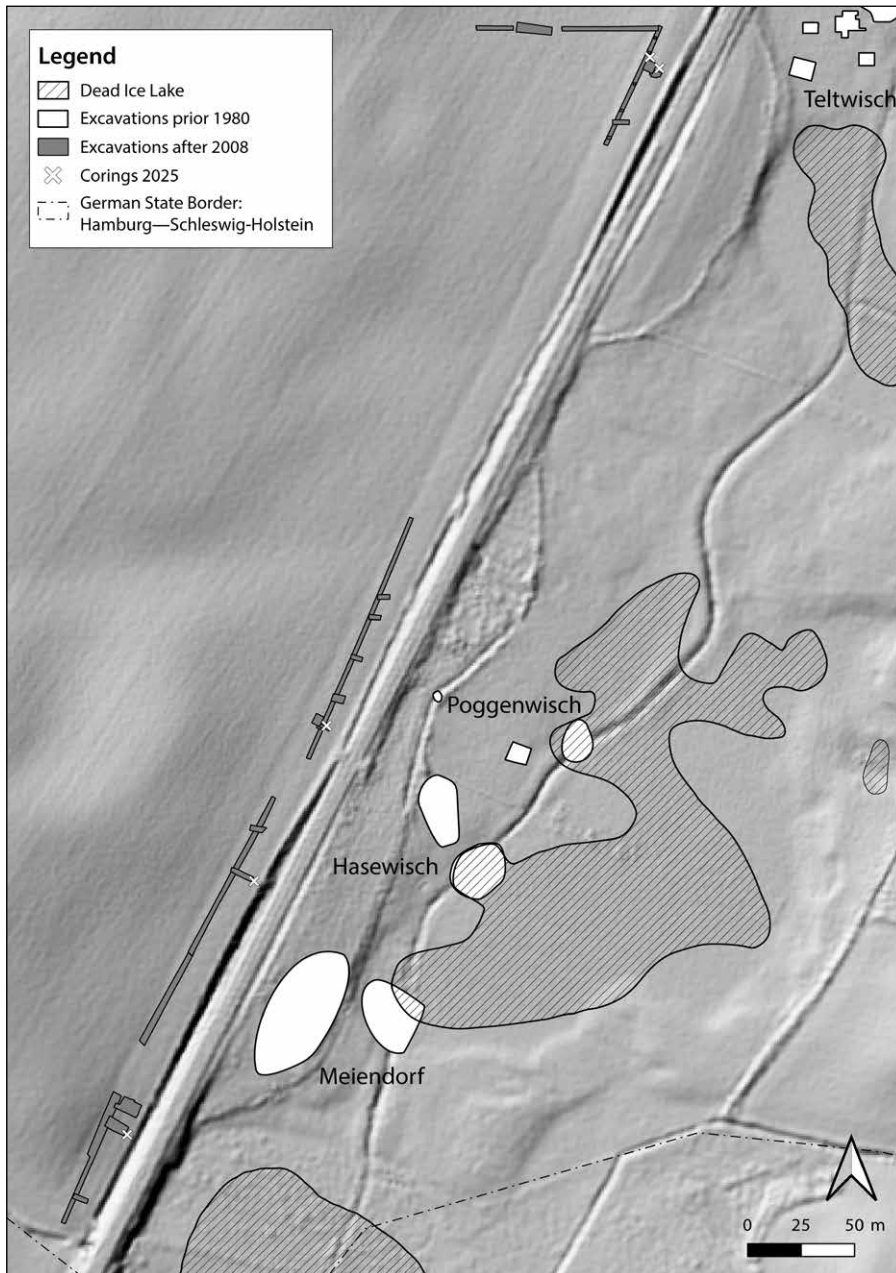 Legend
Dead Ice Lake
Excavations prior 1980
Excavations after 2008
Corings 2025
German State Border:
Hamburg—Schleswig-Holstein
Teltwisch
Poggenwisch
Hasewisch
Meiendorf
0 25 50 m